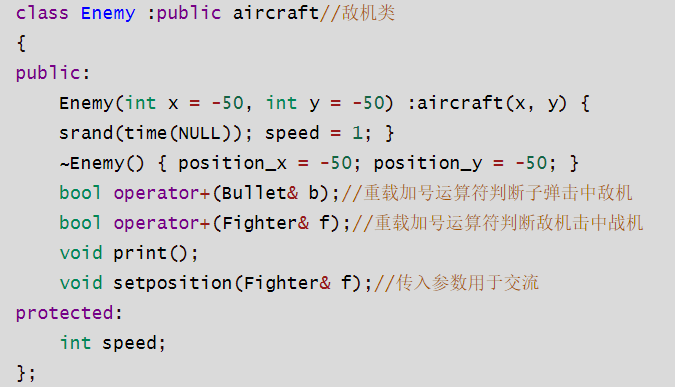 class Enemy :public aircraft//敌机类
{
public:
    Enemy(int x = -50, int y = -50) :aircraft(x, y) {
    srand(time(NULL)); speed = 1; }
    ~Enemy() { position_x = -50; position_y = -50; }
    bool operator+(Bullet& b);//重载加号运算符判断子弹击中敌机
    bool operator+(Fighter& f);//重载加号运算符判断敌机击中战机
    void print();
    void setposition(Fighter& f);//传入参数用于交流
protected:
    int speed;
};